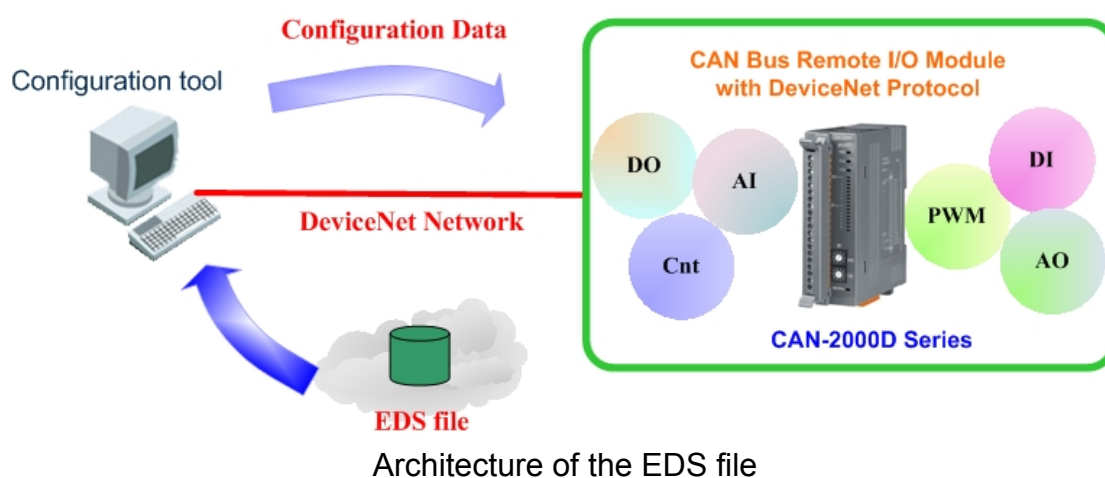 Configuration Data
Configuration tool
DeviceNet Network
EDS file
CAN Bus Remote I/O Module
with DeviceNet Protocol
DO
AI
Cnt
PWM
DI
AO
CAN-2000D Series
Architecture of the EDS file